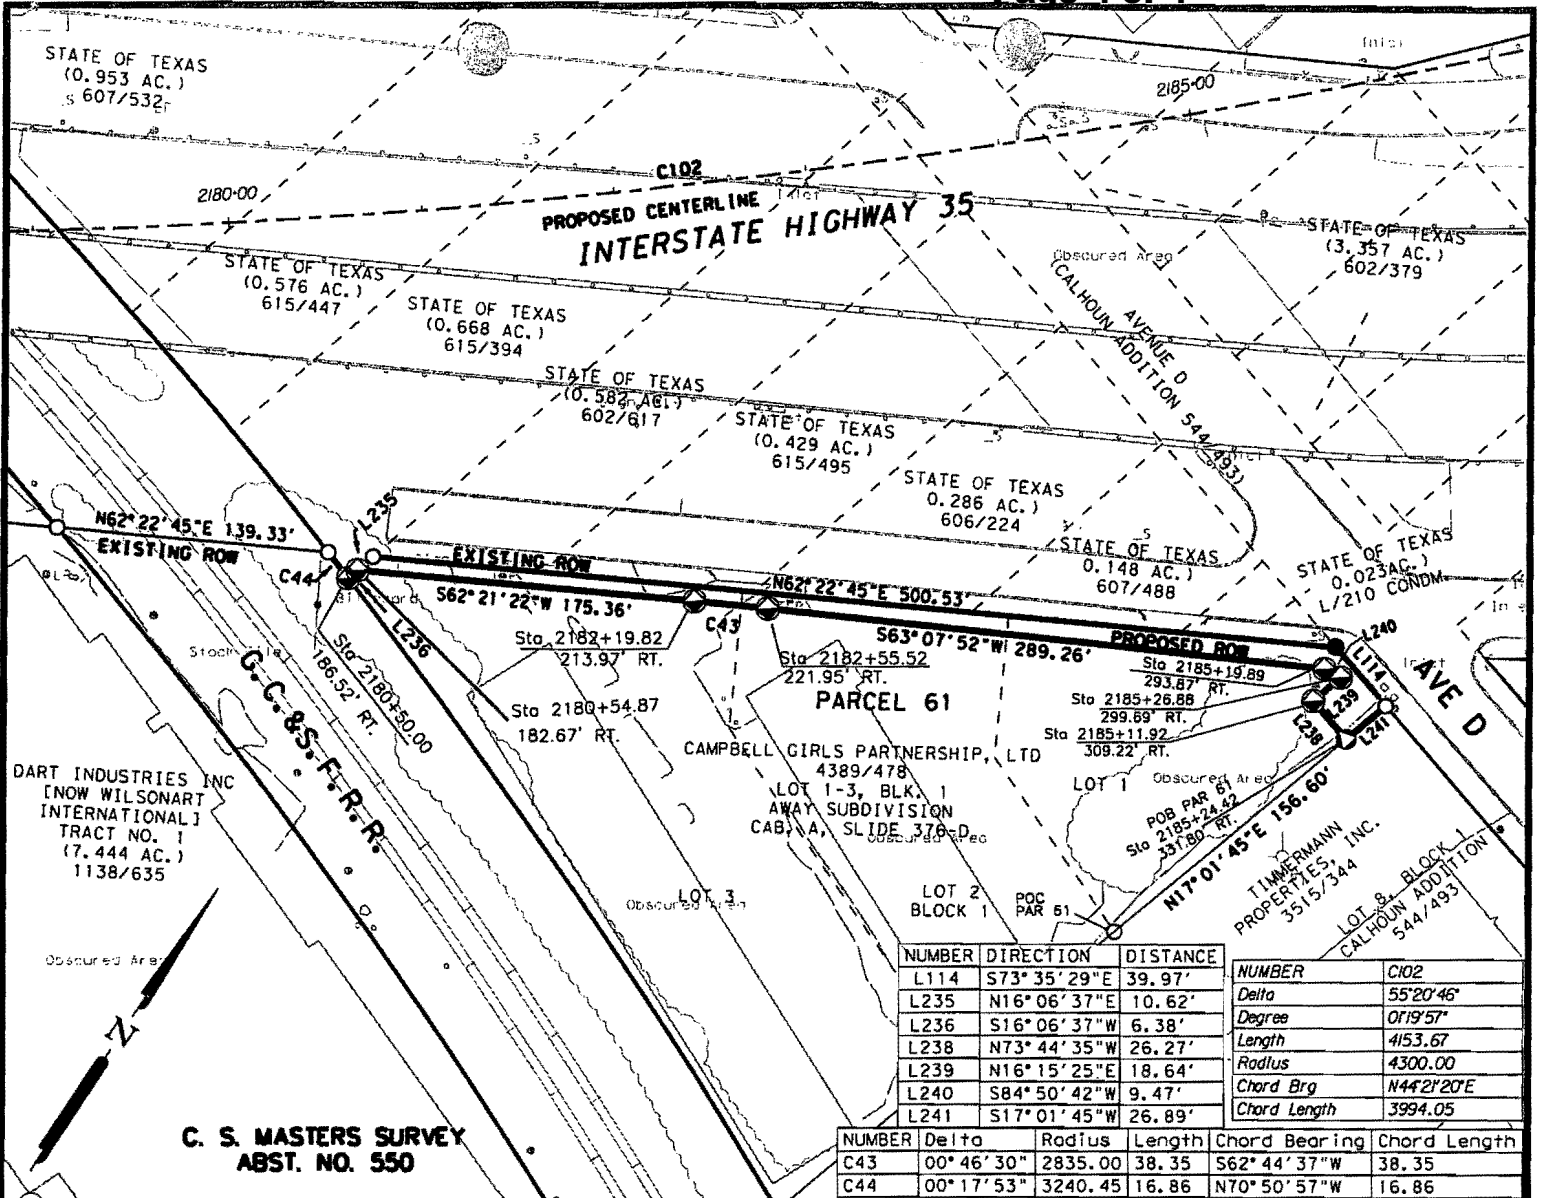 STATE OF TEXAS
(0.953 AC.)
607/532
2185+00
2180+00
C102
PROPOSED CENTERLINE
INTERSTATE HIGHWAY 35
STATE OF TEXAS
(3.357 AC.)
602/379
Obscured Area
AVENUE D
(CALHOUN ADDITION 544/493)
STATE OF TEXAS
(0.576 AC.)
615/447
STATE OF TEXAS
(0.668 AC.)
615/394
STATE OF TEXAS
(0.582 AC.)
602/617
STATE OF TEXAS
(0.429 AC.)
615/495
STATE OF TEXAS
0.286 AC.)
606/224
STATE OF TEXAS
0.148 AC.)
607/488
STATE OF TEXAS
0.023AC.)
L/210 CONDM.
N62°22'45"E 139.33'
EXISTING ROW
L235
C44
EXISTING ROW
N62°22'45"E 500.53'
S62°21'22"W 175.36'
C43
S63°07'52"W 289.26'
PROPOSED ROW
L240
L114
AVE D
L236
Sta 2182+19.82
213.97' RT.
Sta 2182+55.52
221.95' RT.
Sta 2185+19.89
293.87' RT.
Sta 2185+26.88
299.69' RT.
Sta 2185+11.92
309.22' RT.
L239
L238
L241
Sta 2180+50.00
186.52' RT.
Sta 2180+54.87
182.67' RT.
G.C.&S.F.R.R.
PARCEL 61
CAMPBELL GIRLS PARTNERSHIP, LTD
4389/478
LOT 1-3, BLK. 1
AWAY SUBDIVISION
CAB. A, SLIDE 376-D
Obscured Area
LOT 1
Obscured Area
POB PAR 61
Sta 2185+24.42
331.80' RT.
N17°01'45"E 156.60'
DART INDUSTRIES INC
[NOW WILSONART
INTERNATIONAL]
TRACT NO. 1
(7.444 AC.)
1138/635
TIMMERMANN
PROPERTIES, INC.
3515/344
LOT 8, BLOCK 1
CALHOUN ADDITION
544/493
LOT 3
Obscured Area
LOT 2
BLOCK 1
POC
PAR 61
Obscured Area
N
C. S. MASTERS SURVEY
ABST. NO. 550
NUMBER DIRECTION DISTANCE
L114 S73°35'29"E 39.97'
L235 N16°06'37"E 10.62'
L236 S16°06'37"W 6.38'
L238 N73°44'35"W 26.27'
L239 N16°15'25"E 18.64'
L240 S84°50'42"W 9.47'
L241 S17°01'45"W 26.89'
NUMBER C102
Delta 55°20'46"
Degree 01°19'57"
Length 4153.67
Radius 4300.00
Chord Brg N44°21'20"E
Chord Length 3994.05
NUMBER Delta Radius Length Chord Bearing Chord Length
C43 00°46'30" 2835.00 38.35 S62°44'37"W 38.35
C44 00°17'53" 3240.45 16.86 N70°50'57"W 16.86